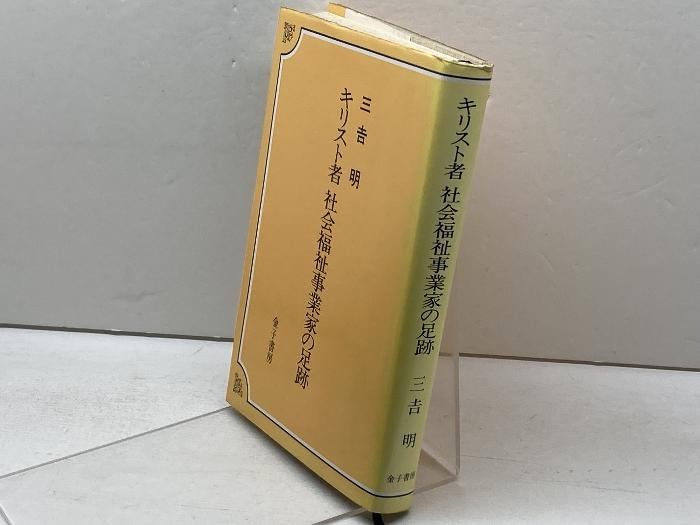 三吉明
キリスト者 社会福祉事業家の足跡
金子書房
キリスト者 社会福祉事業家の足跡
三吉 明
金子書房